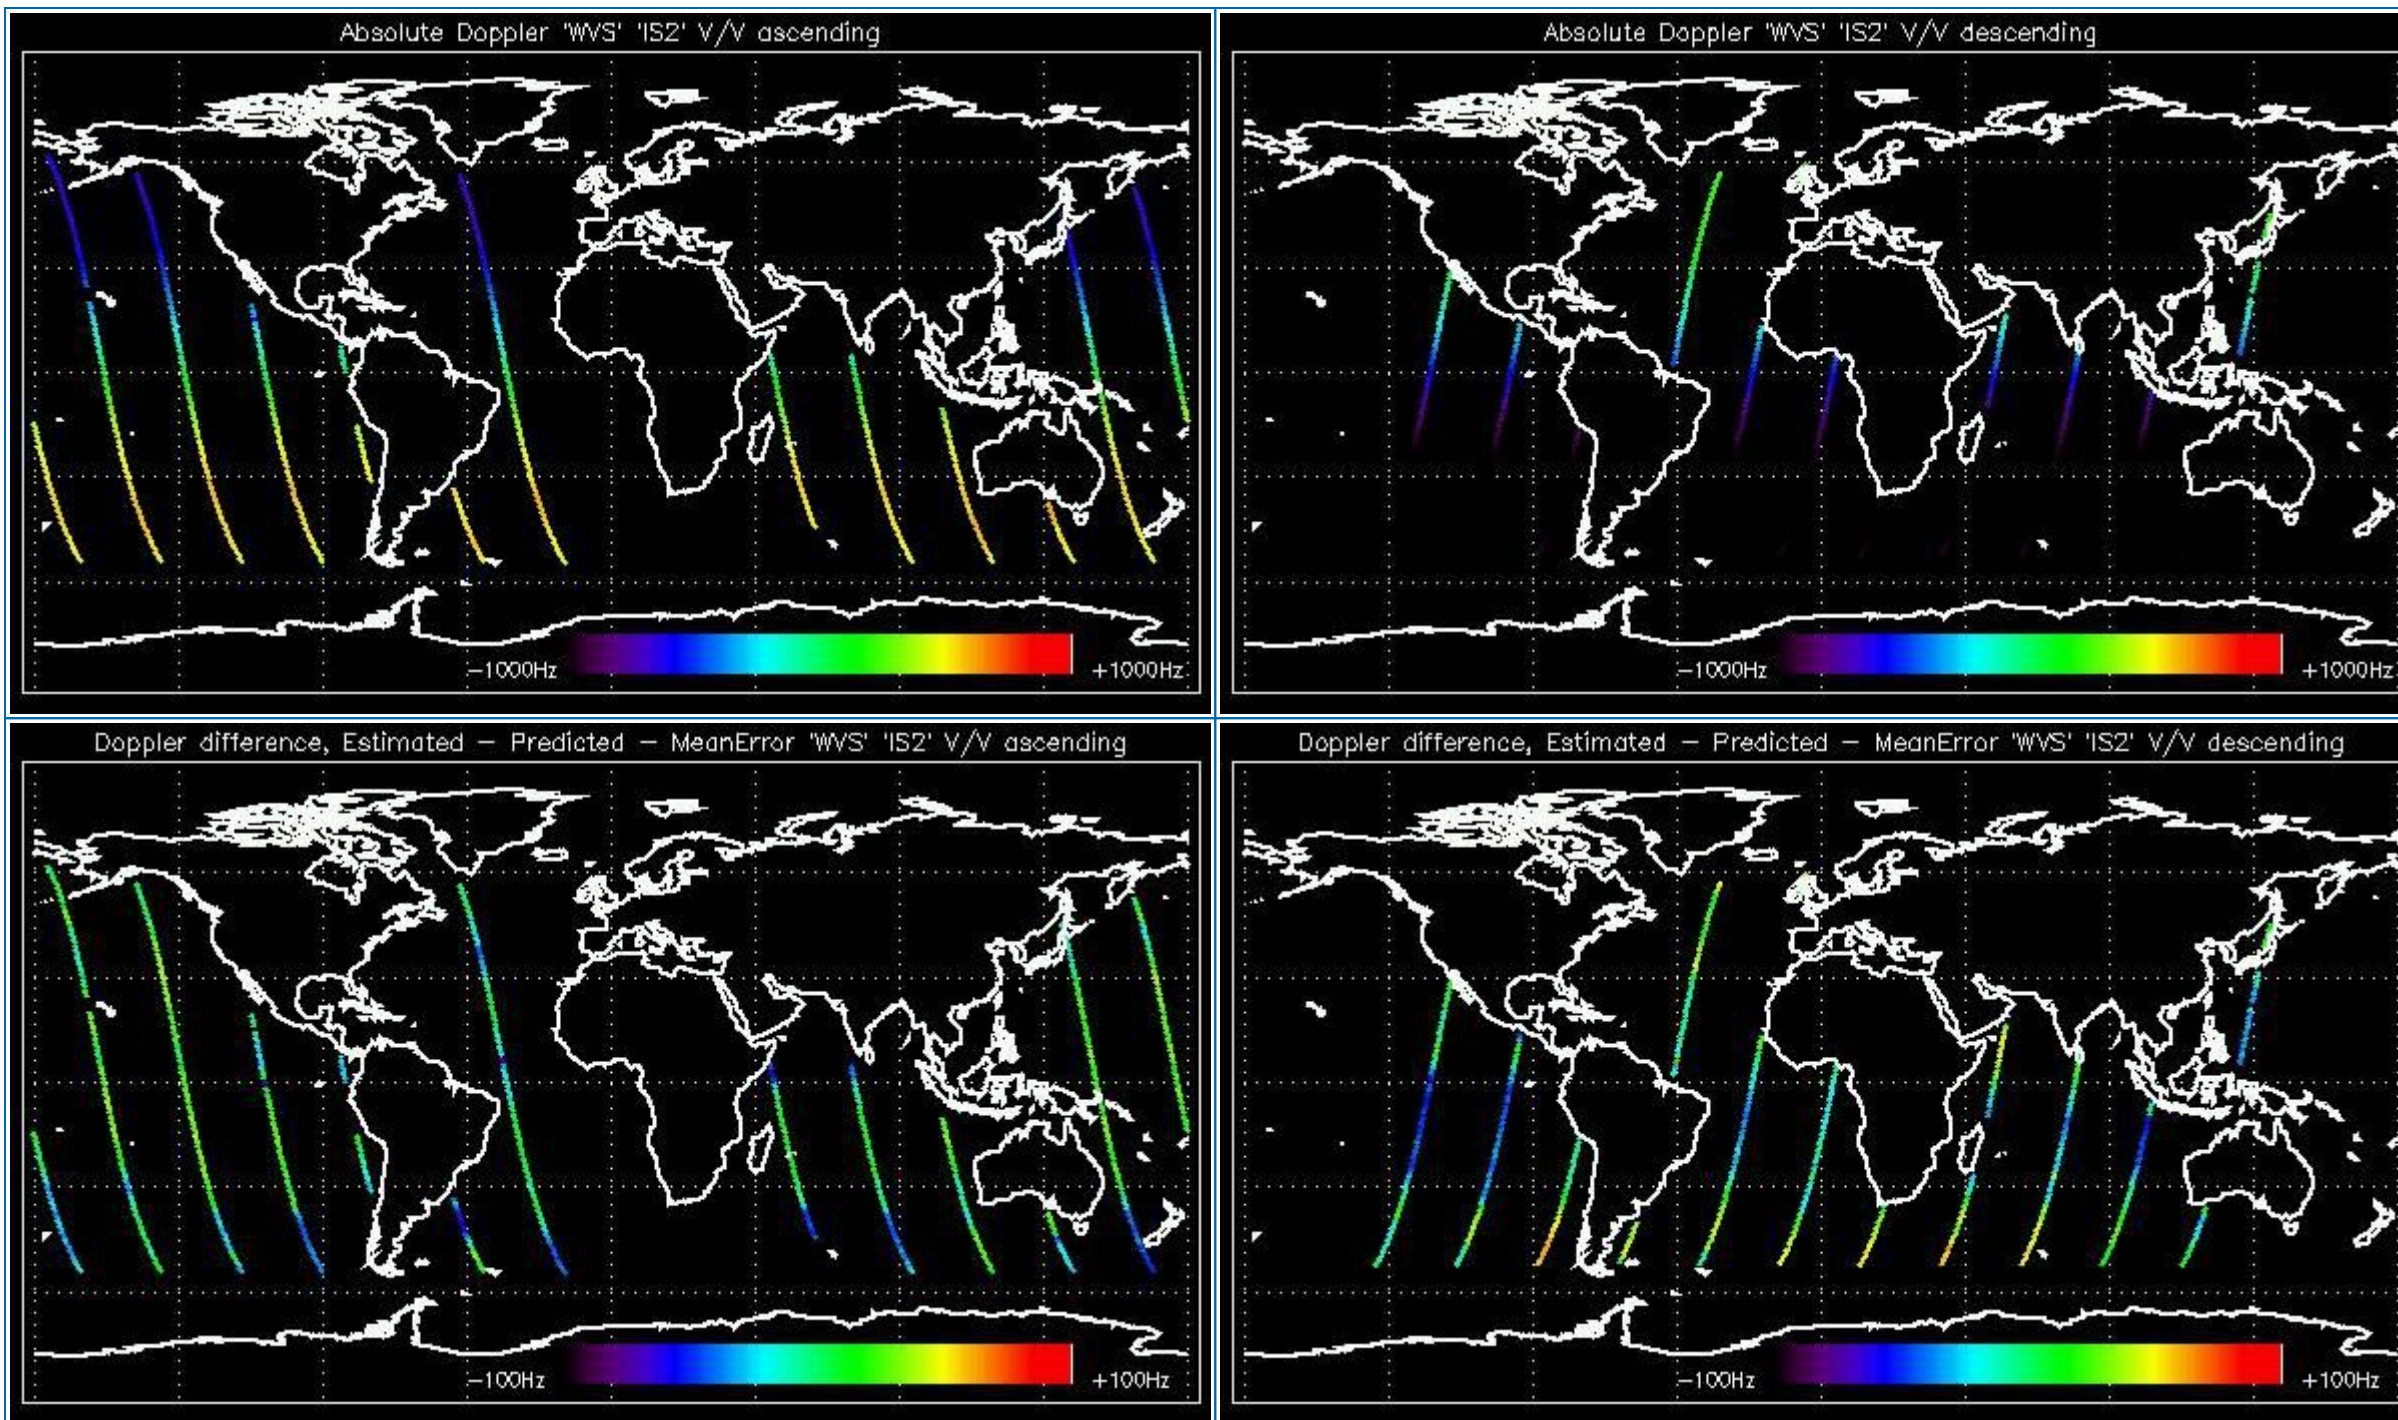 Absolute Doppler 'WVS' 'IS2' V/V ascending
-1000Hz +1000Hz
Absolute Doppler 'WVS' 'IS2' V/V descending
-1000Hz +1000Hz
Doppler difference, Estimated - Predicted - MeanError 'WVS' 'IS2' V/V ascending
-100Hz +100Hz
Doppler difference, Estimated - Predicted - MeanError 'WVS' 'IS2' V/V descending
-100Hz +100Hz